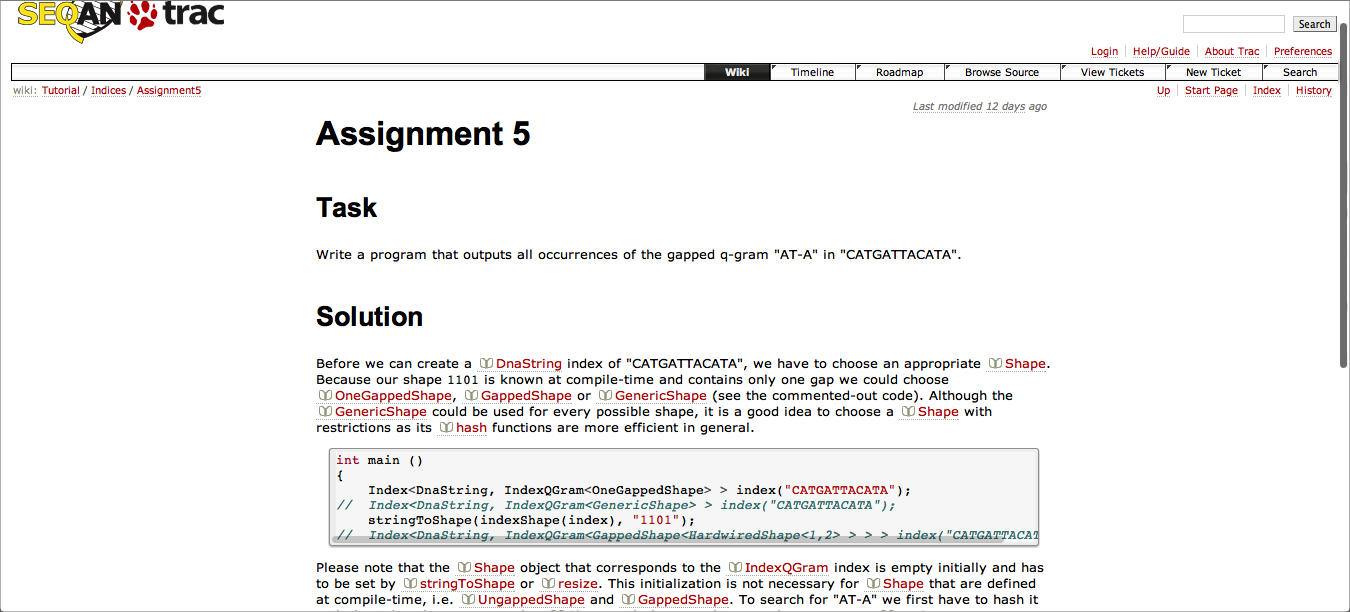 SEQAN trac
Search
Login Help/Guide About Trac Preferences
Wiki Timeline Roadmap Browse Source View Tickets New Ticket Search
wiki: Tutorial / Indices / Assignment5 Up Start Page Index History
Last modified 12 days ago
Assignment 5
Task
Write a program that outputs all occurrences of the gapped q-gram "AT-A" in "CATGATTACATA".
Solution
Before we can create a DnaString index of "CATGATTACATA", we have to choose an appropriate Shape.
Because our shape 1101 is known at compile-time and contains only one gap we could choose
OneGappedShape, GappedShape or GenericShape (see the commented-out code). Although the
GenericShape could be used for every possible shape, it is a good idea to choose a Shape with
restrictions as its hash functions are more efficient in general.
int main ()
{
    Index<DnaString, IndexQGram<OneGappedShape> > index("CATGATTACATA");
//  Index<DnaString, IndexQGram<GenericShape> > index("CATGATTACATA");
    stringToShape(indexShape(index), "1101");
//  Index<DnaString, IndexQGram<GappedShape<HardwiredShape<1,2> > > > index("CATGATTACAT
Please note that the Shape object that corresponds to the IndexQGram index is empty initially and has
to be set by stringToShape or resize. This initialization is not necessary for Shape that are defined
at compile-time, i.e. UngappedShape and GappedShape. To search for "AT-A" we first have to hash it